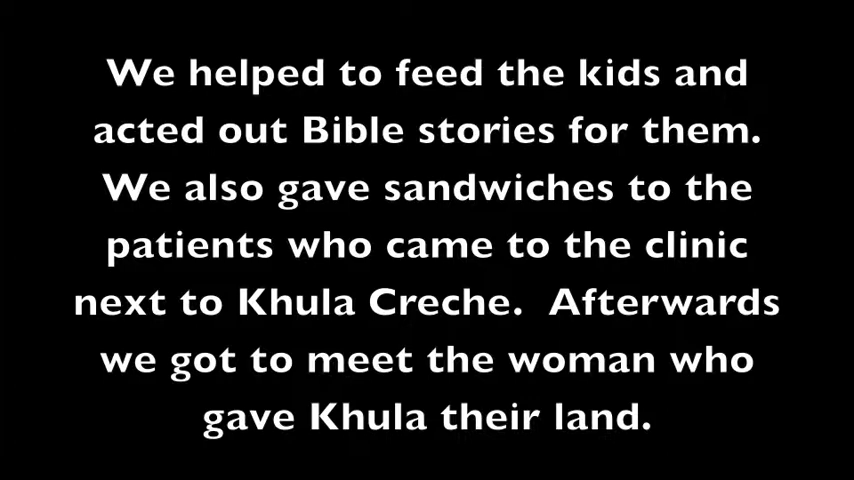 We helped to feed the kids and
acted out Bible stories for them.
We also gave sandwiches to the
patients who came to the clinic
next to Khula Creche.  Afterwards
we got to meet the woman who
gave Khula their land.